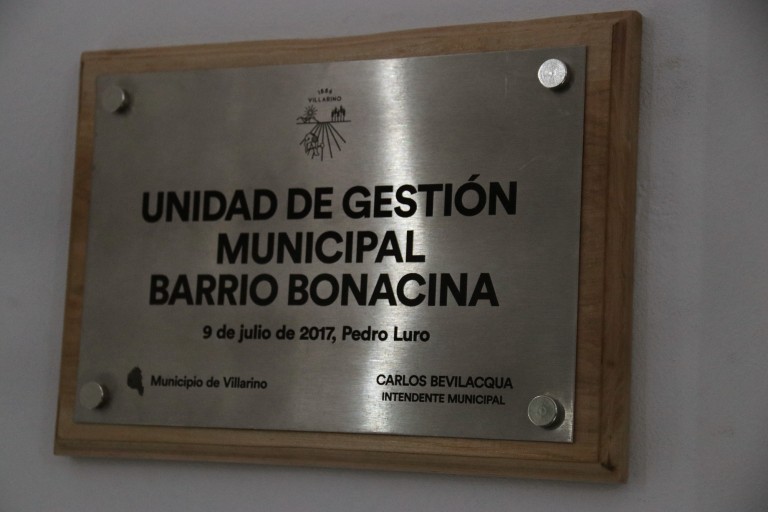 1886
VILLARINO
UNIDAD DE GESTIÓN
MUNICIPAL
BARRIO BONACINA
9 de julio de 2017, Pedro Luro
Municipio de Villarino
CARLOS BEVILACQUA
INTENDENTE MUNICIPAL